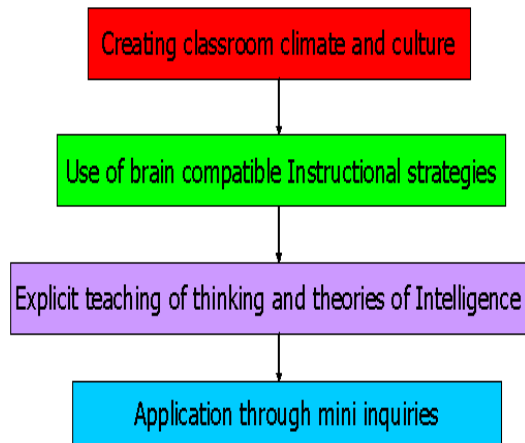 Creating classroom climate and culture
Use of brain compatible Instructional strategies
Explicit teaching of thinking and theories of Intelligence
Application through mini inquiries